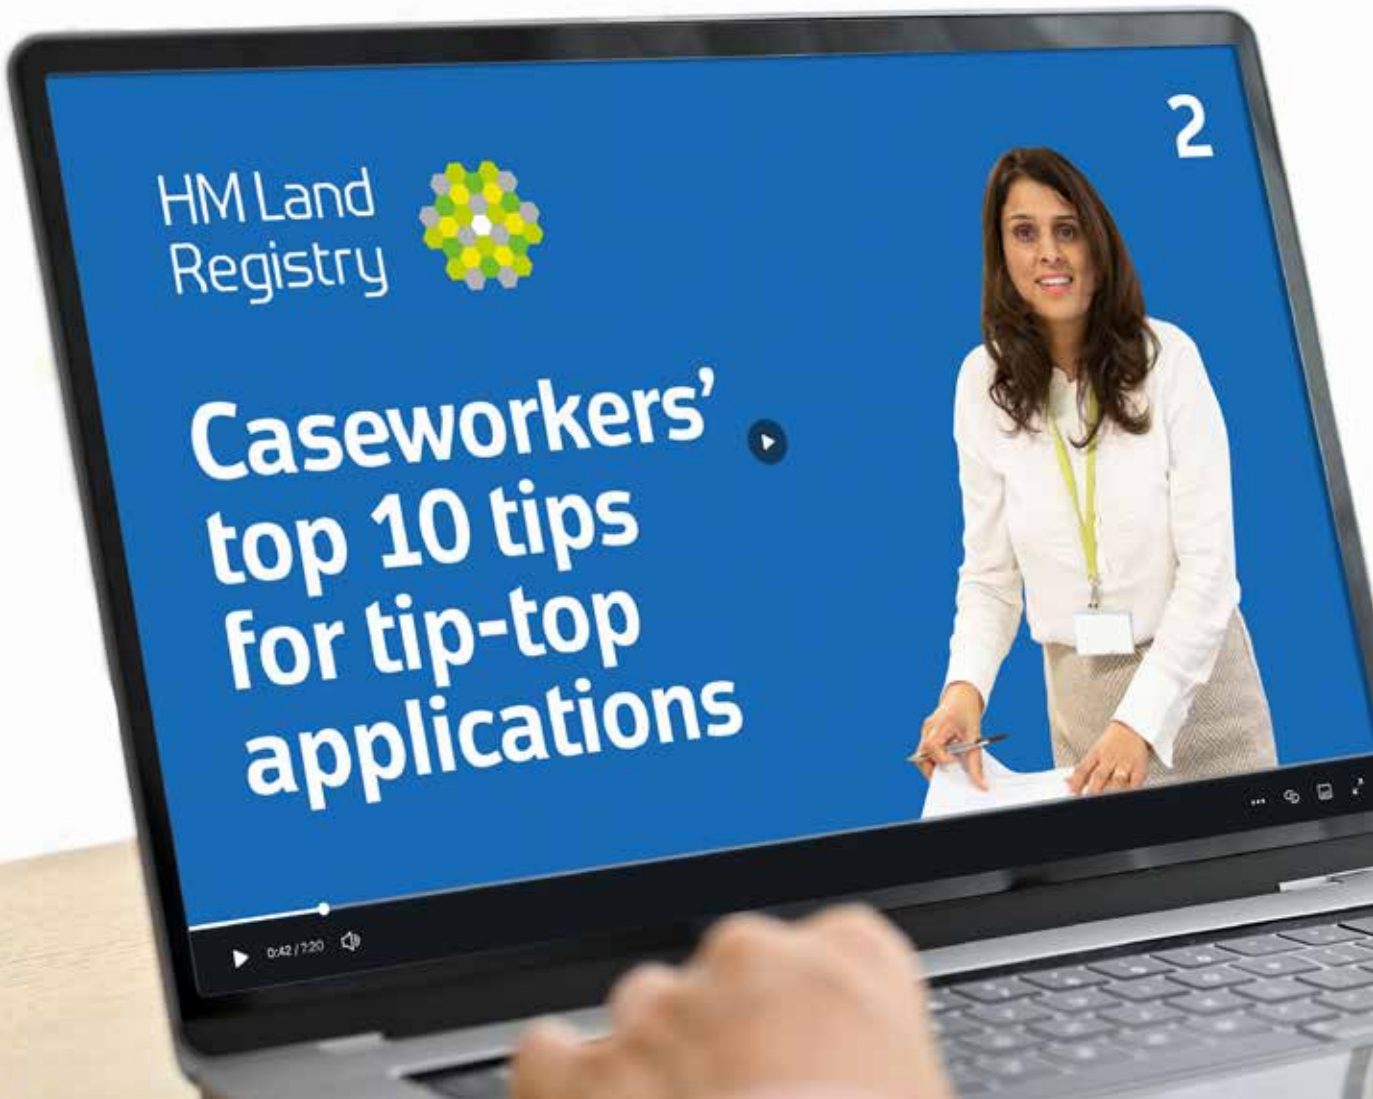 HM Land
Registry
2
Caseworkers’
top 10 tips
for tip-top
applications
0:42 / 7:20